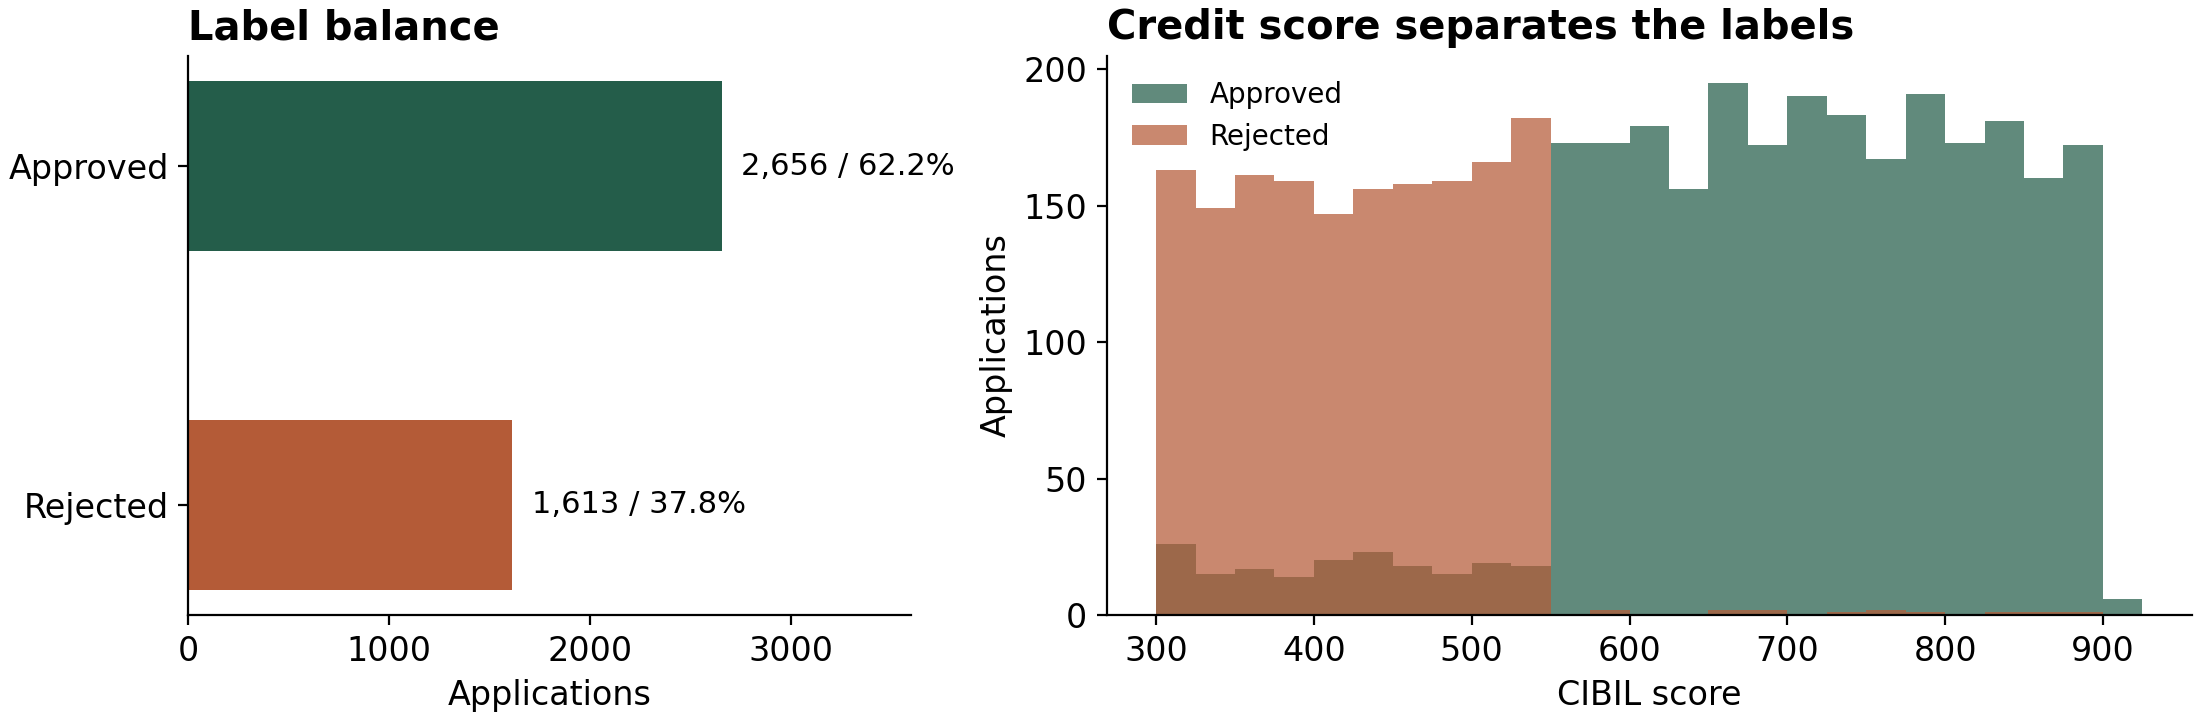 Label balance
Approved
2,656 / 62.2%
Rejected
1,613 / 37.8%
0 1000 2000 3000
Applications
Credit score separates the labels
Approved
Rejected
Applications
200
150
100
50
0
300 400 500 600 700 800 900
CIBIL score